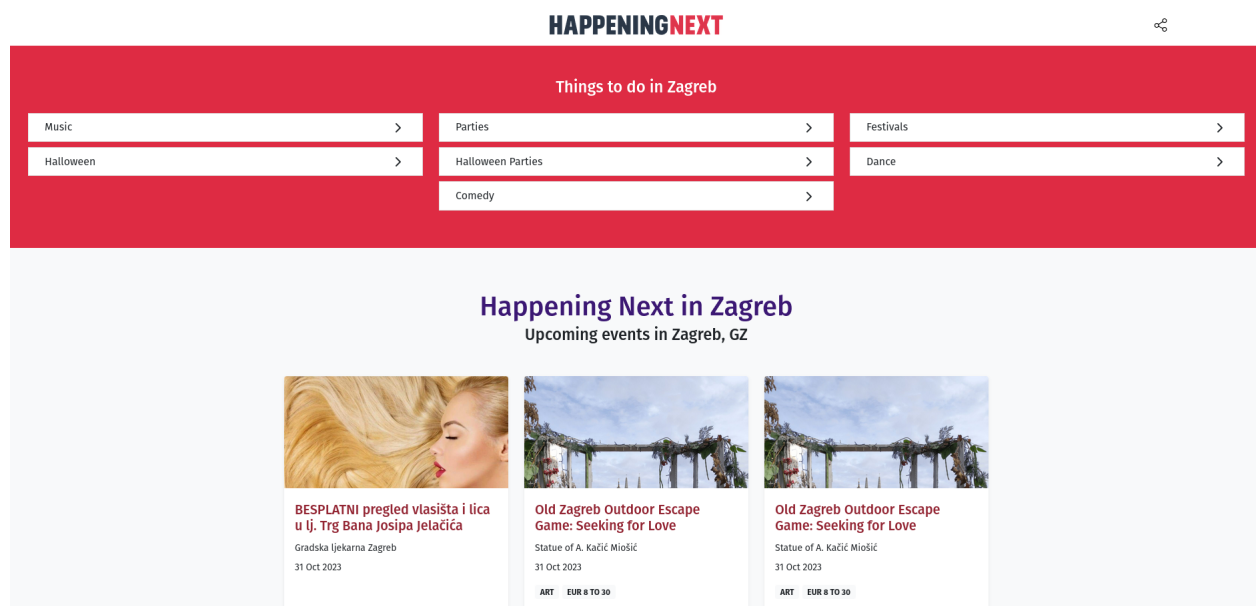 HAPPENINGNEXT
Things to do in Zagreb
Music
Parties
Festivals
Halloween
Halloween Parties
Dance
Comedy
Happening Next in Zagreb
Upcoming events in Zagreb, GZ
BESPLATNI pregled vlasišta i lica
u lj. Trg Bana Josipa Jelačića
Gradska ljekarna Zagreb
31 Oct 2023
Old Zagreb Outdoor Escape
Game: Seeking for Love
Statue of A. Kačić Miošić
31 Oct 2023
ART EUR 8 TO 30
Old Zagreb Outdoor Escape
Game: Seeking for Love
Statue of A. Kačić Miošić
31 Oct 2023
ART EUR 8 TO 30